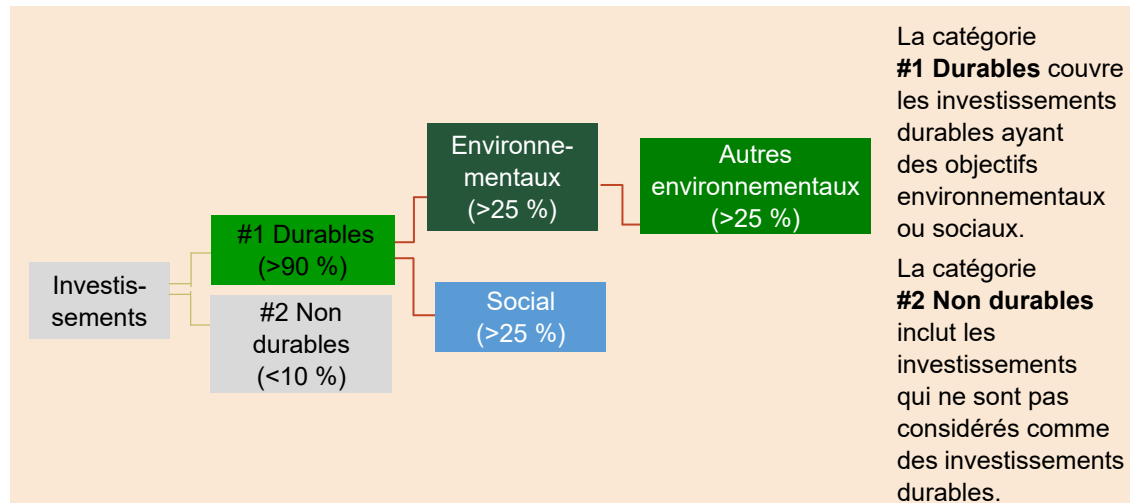 Investis-
sements
#1 Durables
(>90 %)
#2 Non
durables
(<10 %)
Environne-
mentaux
(>25 %)
Social
(>25 %)
Autres
environnementaux
(>25 %)
La catégorie
#1 Durables couvre
les investissements
durables ayant
des objectifs
environnementaux
ou sociaux.
La catégorie
#2 Non durables
inclut les
investissements
qui ne sont pas
considérés comme
des investissements
durables.